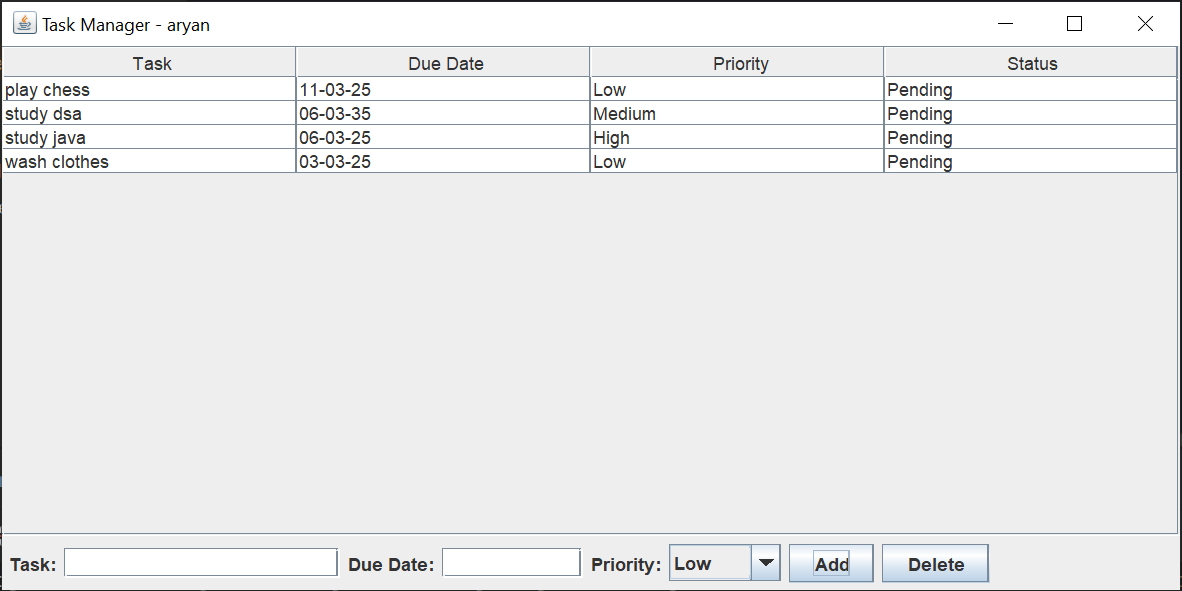 Task Manager - aryan
Task Due Date Priority Status
play chess 11-03-25 Low Pending
study dsa 06-03-35 Medium Pending
study java 06-03-25 High Pending
wash clothes 03-03-25 Low Pending
Task: Due Date: Priority: Low Add Delete